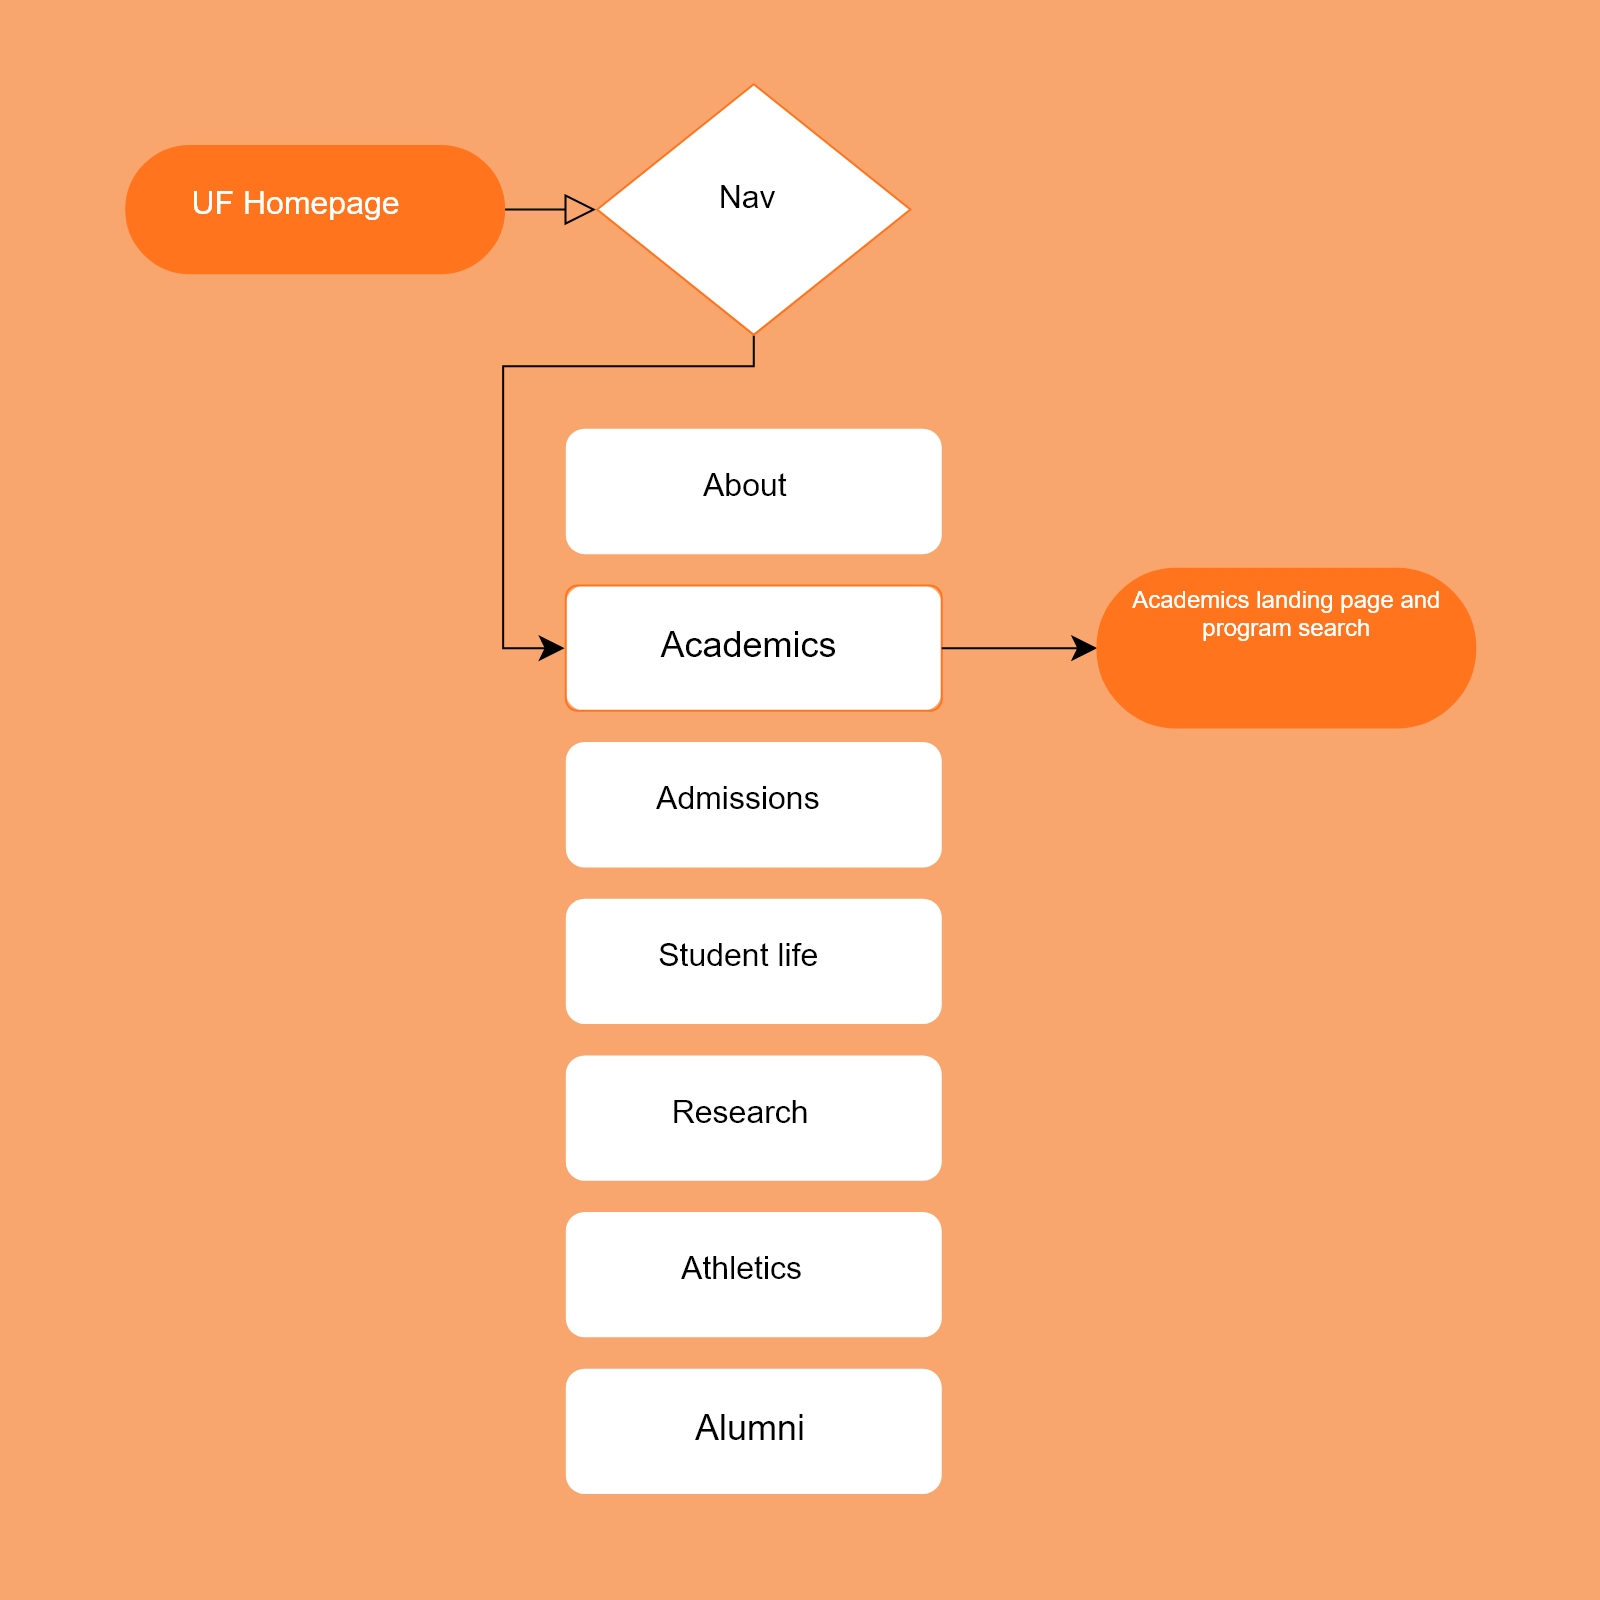 UF Homepage
Nav
About
Academics
Academics landing page and
program search
Admissions
Student life
Research
Athletics
Alumni